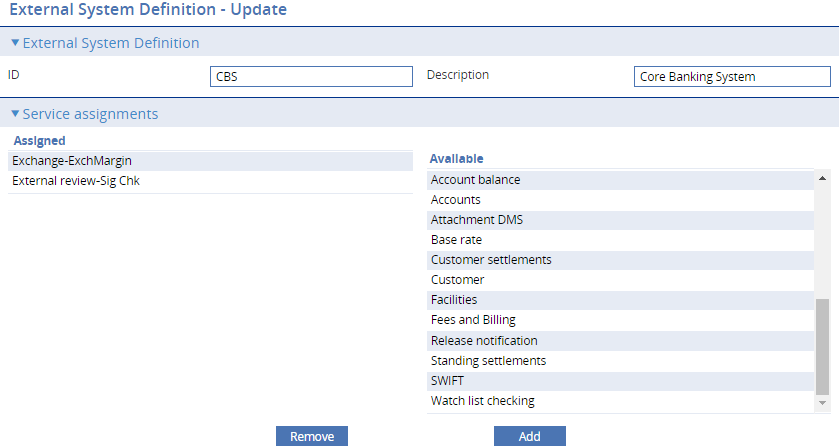 External System Definition - Update
External System Definition
ID
CBS
Description
Core Banking System
Service assignments
Assigned
Exchange-ExchMargin
External review-Sig Chk
Available
Account balance
Accounts
Attachment DMS
Base rate
Customer settlements
Customer
Facilities
Fees and Billing
Release notification
Standing settlements
SWIFT
Watch list checking
Remove
Add